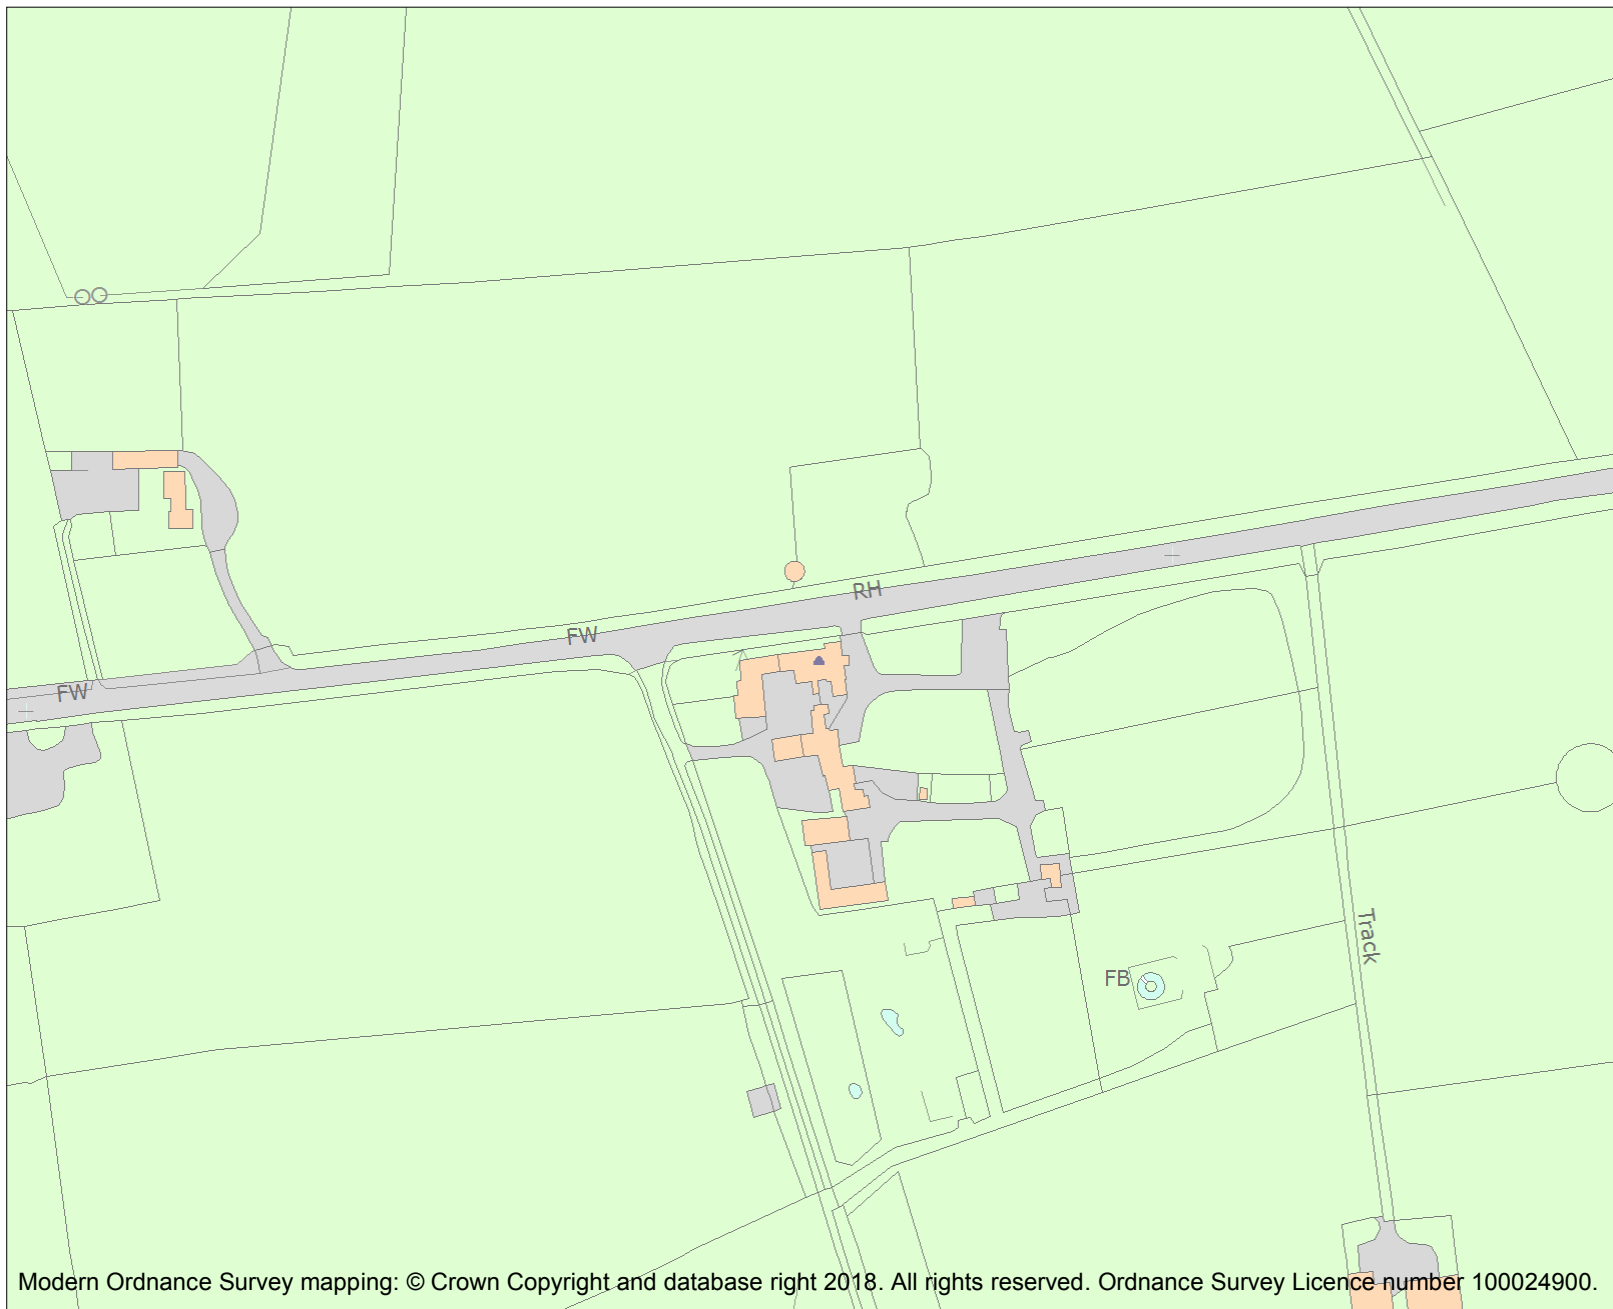 RH
FW
FW
Track
FB
Modern Ordnance Survey mapping: © Crown Copyright and database right 2018. All rights reserved. Ordnance Survey Licence number 100024900.